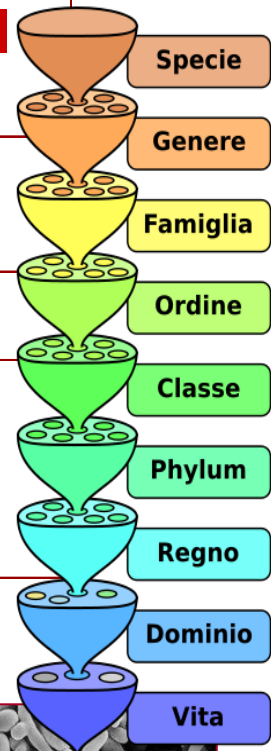 Specie
Genere
Famiglia
Ordine
Classe
Phylum
Regno
Dominio
Vita